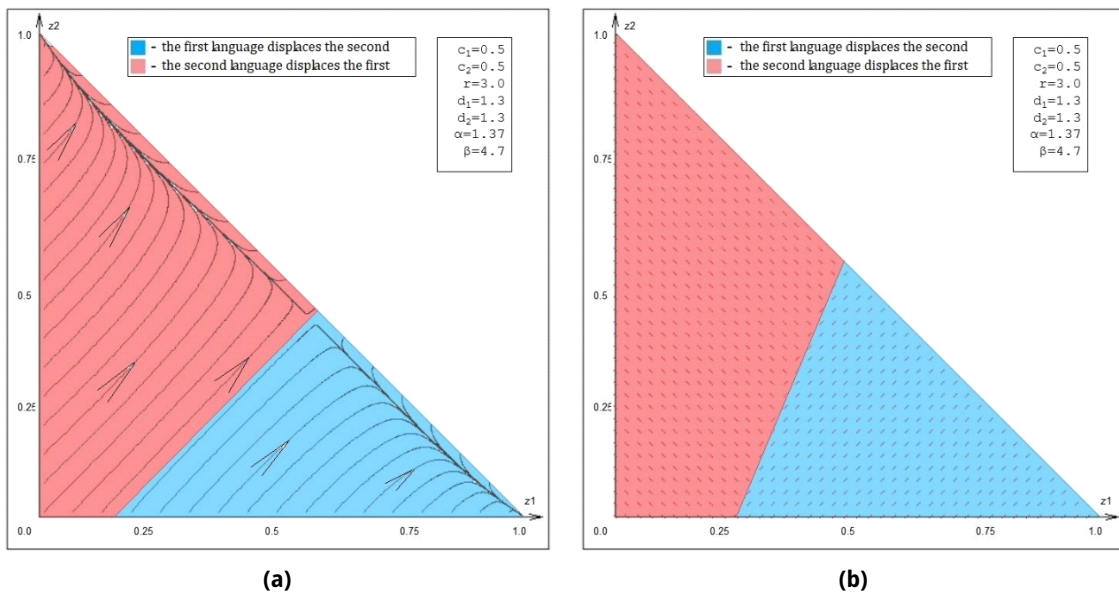 z2
1.0
- the first language displaces the second
- the second language displaces the first
c₁=0.5
c₂=0.5
r=3.0
d₁=1.3
d₂=1.3
α=1.37
β=4.7
0.75
0.5
0.25
z1
0.0
0.25
0.5
0.75
1.0
(a)
z2
1.0
- the first language displaces the second
- the second language displaces the first
c₁=0.5
c₂=0.5
r=3.0
d₁=1.3
d₂=1.3
α=1.37
β=4.7
0.75
0.5
0.25
z1
0.0
0.25
0.5
0.75
1.0
(b)